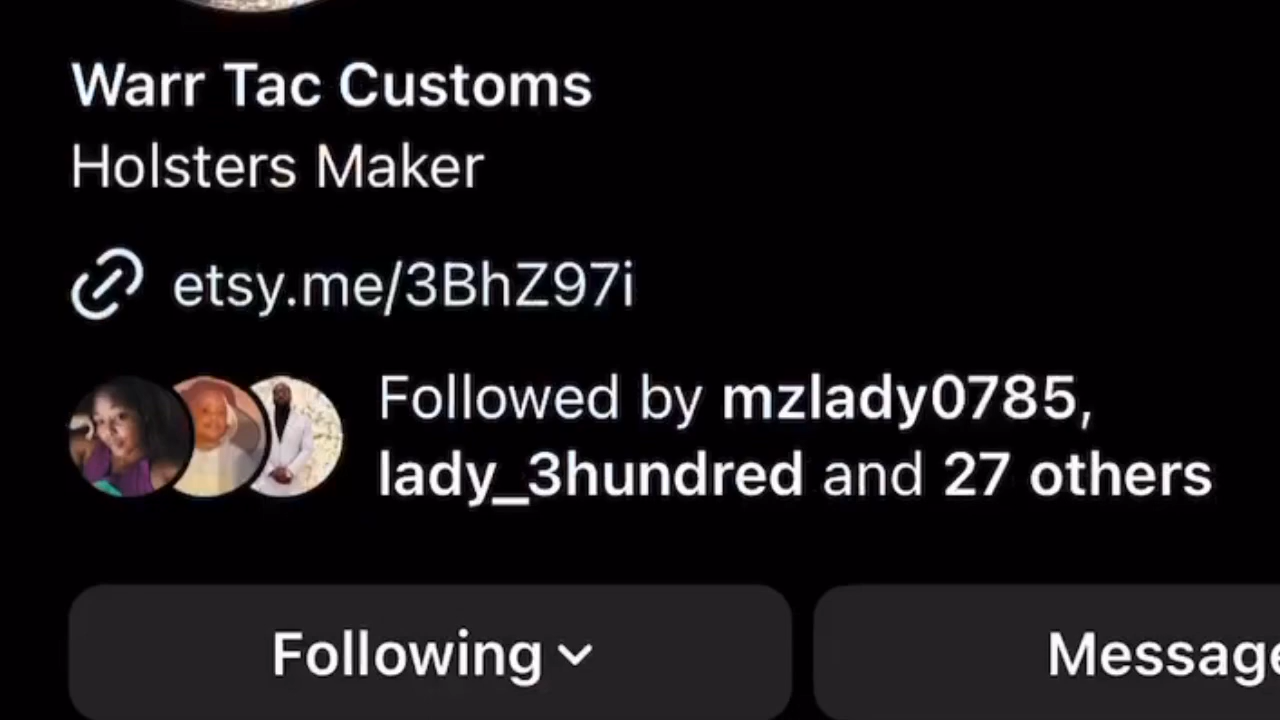 Warr Tac Customs
Holsters Maker
etsy.me/3BhZ97i
Followed by mzlady0785,
lady_3hundred and 27 others
Following
Message